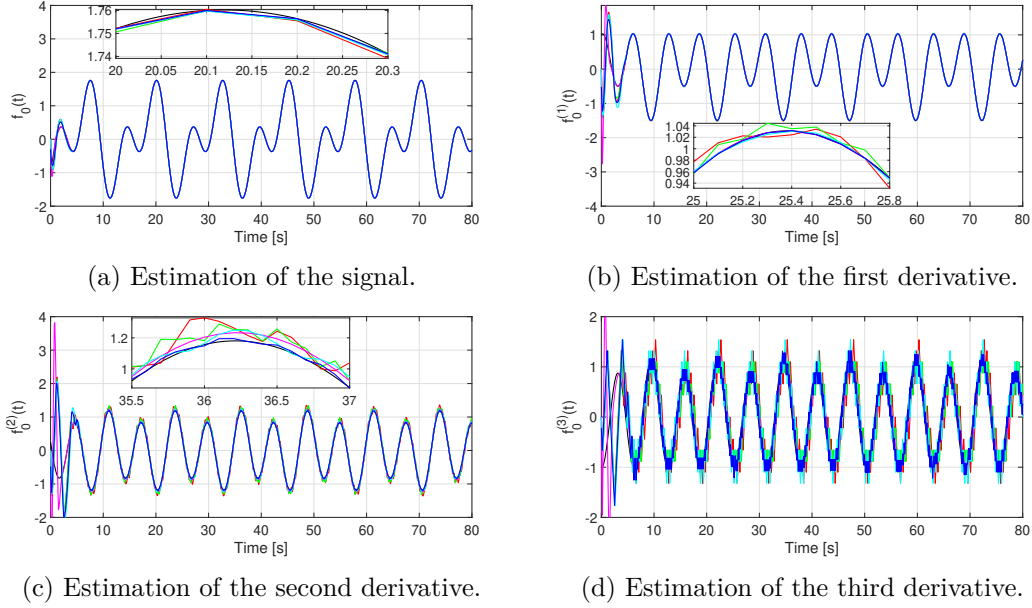 4
3
2
1
0
-1
-2
f₀(t)
0 10 20 30 40 50 60 70 80
Time [s]
1.76
1.75
1.74
20 20.05 20.1 20.15 20.2 20.25 20.3
(a) Estimation of the signal.
2
1
0
-1
-2
-3
-4
f₀⁽¹⁾(t)
0 10 20 30 40 50 60 70 80
Time [s]
1.04
1.02
1
0.98
0.96
0.94
25 25.2 25.4 25.6 25.8
(b) Estimation of the first derivative.
4
3
2
1
0
-1
-2
f₀⁽²⁾(t)
0 10 20 30 40 50 60 70 80
Time [s]
1.2
1
35.5 36 36.5 37
(c) Estimation of the second derivative.
2
1
0
-1
-2
f₀⁽³⁾(t)
0 10 20 30 40 50 60 70 80
Time [s]
(d) Estimation of the third derivative.